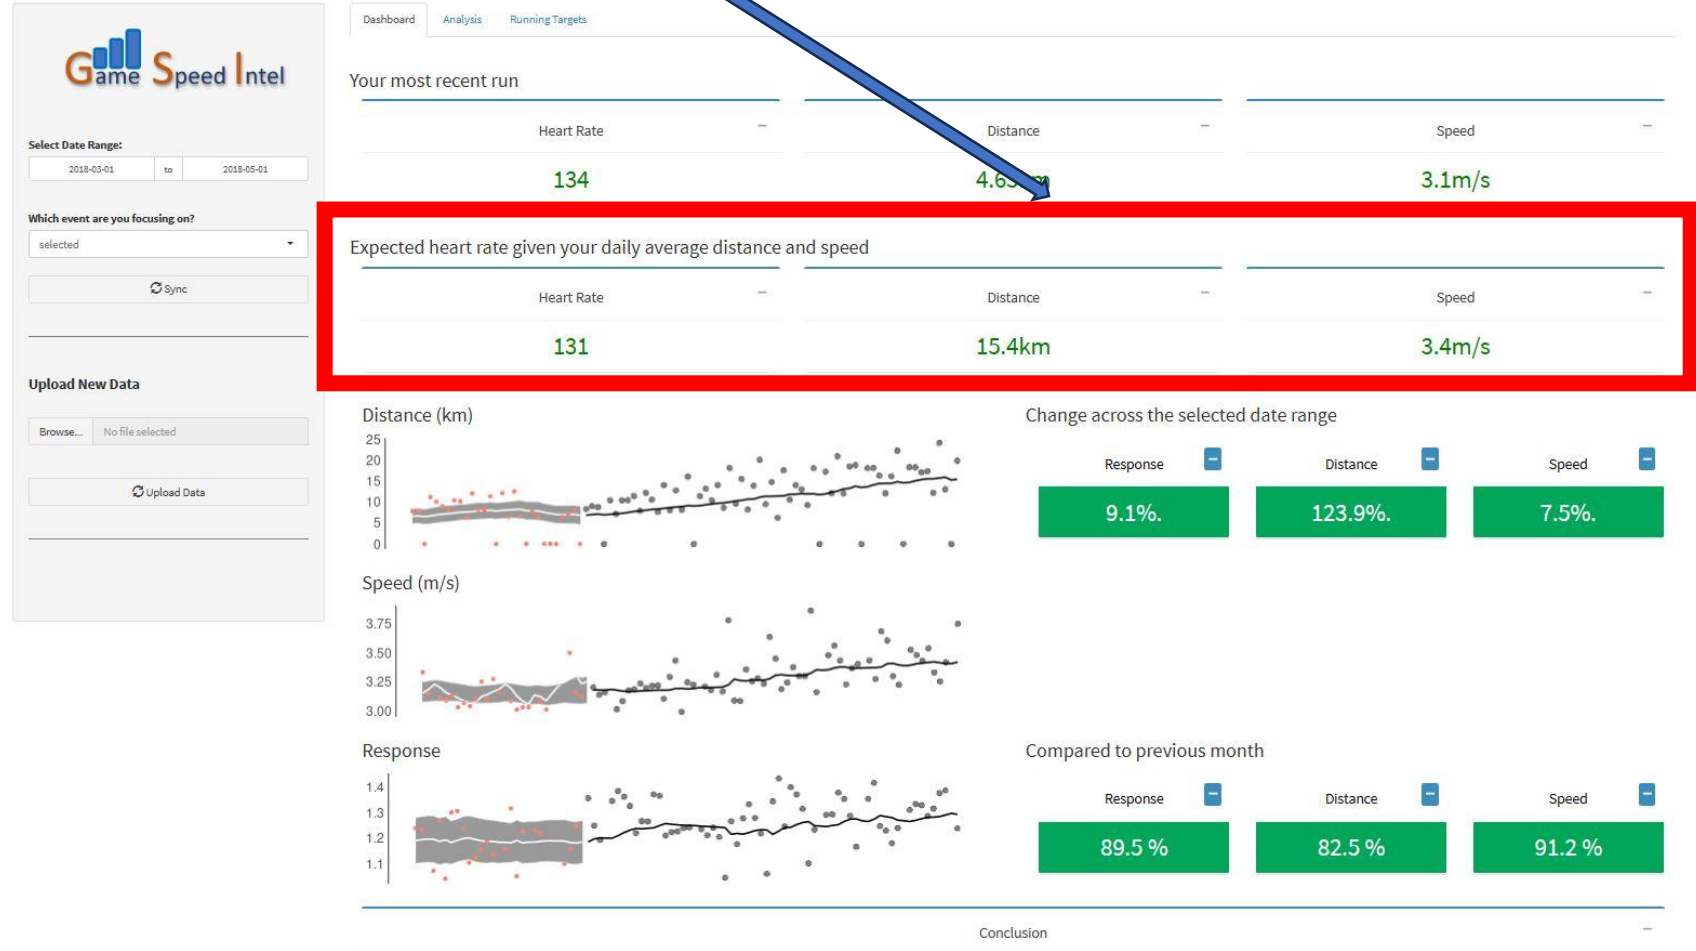 Game Speed Intel
Select Date Range:
2018-03-01 to 2018-05-01
Which event are you focusing on?
selected
Sync
Upload New Data
Browse... No file selected
Upload Data
Dashboard Analysis Running Targets
Your most recent run
Heart Rate Distance Speed
134 3.1m/s
Expected heart rate given your daily average distance and speed
Heart Rate Distance Speed
131 15.4km 3.4m/s
Distance (km)
25
20
15
10
5
0
Change across the selected date range
Response Distance Speed
9.1%. 123.9%. 7.5%.
Speed (m/s)
3.75
3.50
3.25
3.00
Response
1.4
1.3
1.2
1.1
Compared to previous month
Response Distance Speed
89.5 % 82.5 % 91.2 %
Conclusion